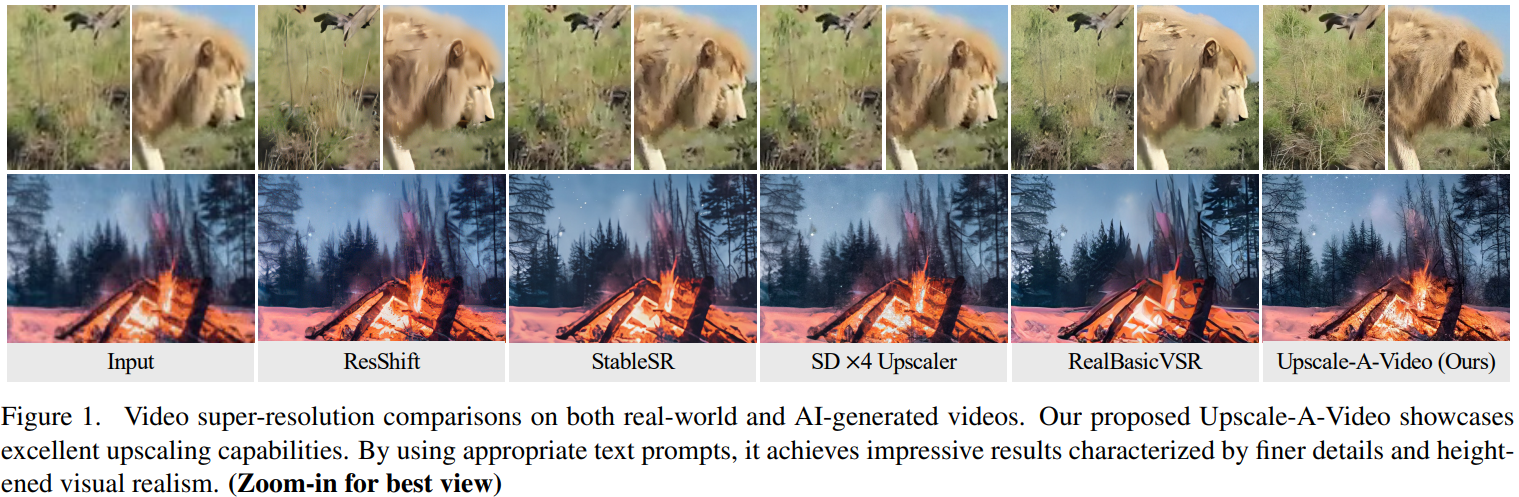 Input ResShift StableSR SD ×4 Upscaler RealBasicVSR Upscale-A-Video (Ours)
Figure 1. Video super-resolution comparisons on both real-world and AI-generated videos. Our proposed Upscale-A-Video showcases
excellent upscaling capabilities. By using appropriate text prompts, it achieves impressive results characterized by finer details and height-
ened visual realism. (Zoom-in for best view)